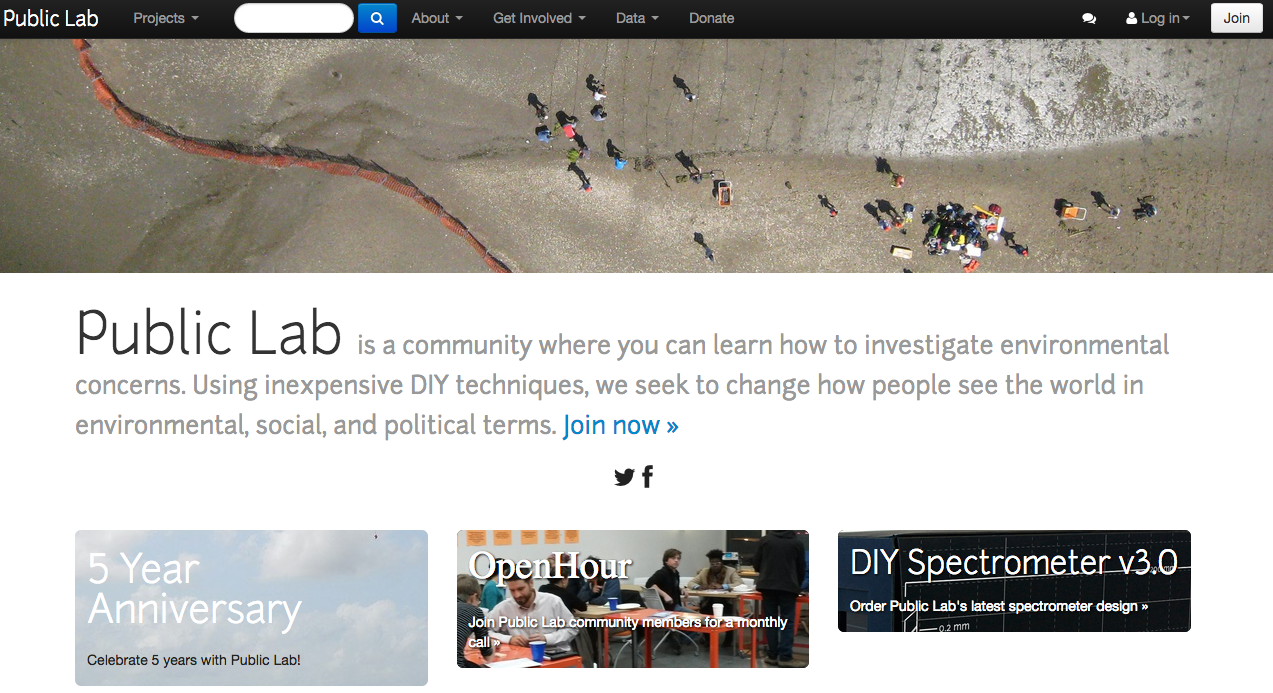 Public Lab Projects About Get Involved Data Donate Log in Join
Public Lab is a community where you can learn how to investigate environmental
concerns. Using inexpensive DIY techniques, we seek to change how people see the world in
environmental, social, and political terms. Join now »
5 Year
Anniversary
Celebrate 5 years with Public Lab!
OpenHour
Join Public Lab community members for a monthly
call »
DIY Spectrometer v3.0
Order Public Lab's latest spectrometer design »
0.2 mm